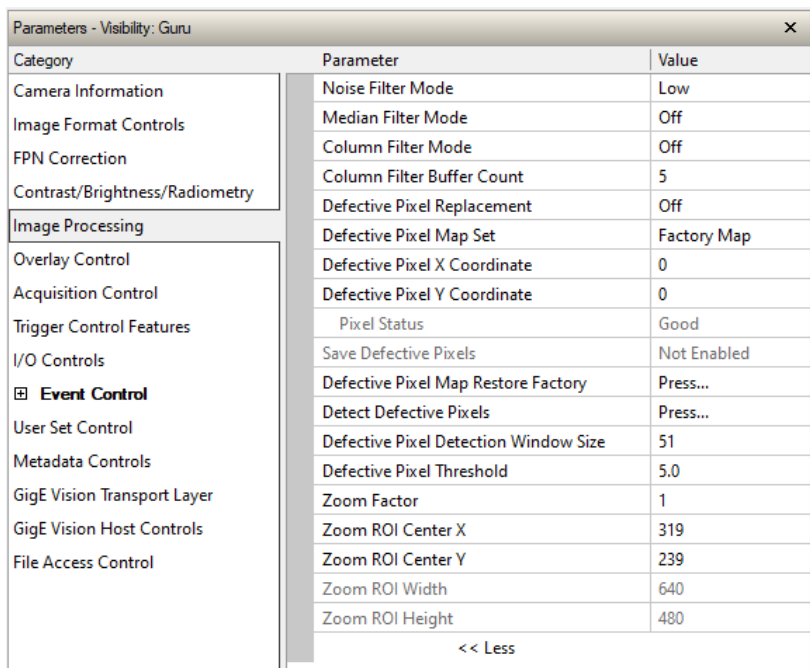 Parameters - Visibility: Guru
Category
Parameter Value
Camera Information
Image Format Controls
FPN Correction
Contrast/Brightness/Radiometry
Image Processing
Overlay Control
Acquisition Control
Trigger Control Features
I/O Controls
Event Control
User Set Control
Metadata Controls
GigE Vision Transport Layer
GigE Vision Host Controls
File Access Control
Noise Filter Mode Low
Median Filter Mode Off
Column Filter Mode Off
Column Filter Buffer Count 5
Defective Pixel Replacement Off
Defective Pixel Map Set Factory Map
Defective Pixel X Coordinate 0
Defective Pixel Y Coordinate 0
Pixel Status Good
Save Defective Pixels Not Enabled
Defective Pixel Map Restore Factory Press...
Detect Defective Pixels Press...
Defective Pixel Detection Window Size 51
Defective Pixel Threshold 5.0
Zoom Factor 1
Zoom ROI Center X 319
Zoom ROI Center Y 239
Zoom ROI Width 640
Zoom ROI Height 480
<< Less